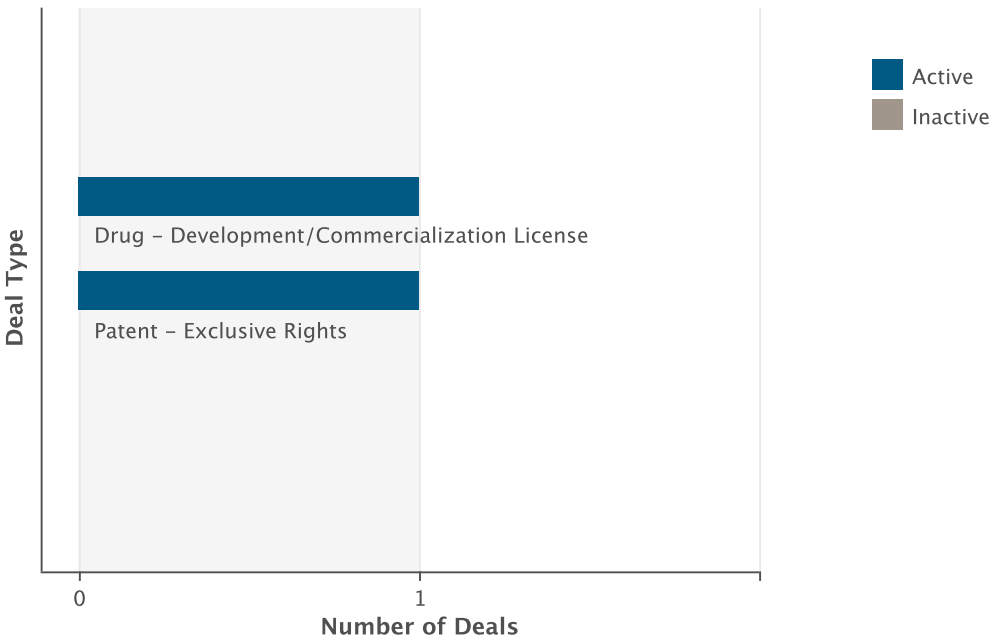 Active
Inactive
Drug – Development/Commercialization License
Patent – Exclusive Rights
Deal Type
0 1
Number of Deals